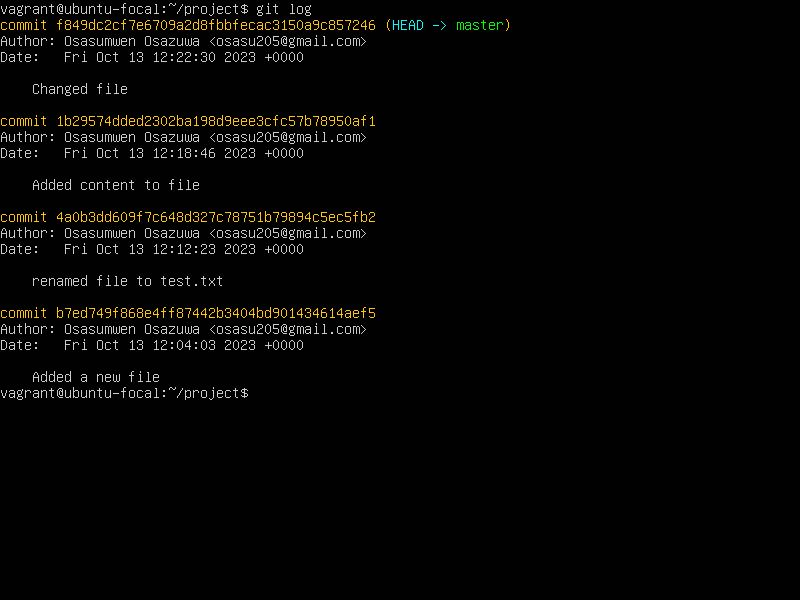 vagrant@ubuntu-focal:~/project$ git log
commit f849dc2cf7e6709a2d8fbbfecac3150a9c857246 (HEAD -> master)
Author: Osasumwen Osazuwa <osasu205@gmail.com>
Date:   Fri Oct 13 12:22:30 2023 +0000
    Changed file
commit 1b29574dded2302ba198d9eee3cfc57b78950af1
Author: Osasumwen Osazuwa <osasu205@gmail.com>
Date:   Fri Oct 13 12:18:46 2023 +0000
    Added content to file
commit 4a0b3dd609f7c648d327c78751b79894c5ec5fb2
Author: Osasumwen Osazuwa <osasu205@gmail.com>
Date:   Fri Oct 13 12:12:23 2023 +0000
    renamed file to test.txt
commit b7ed749f868e4ff87442b3404bd901434614aef5
Author: Osasumwen Osazuwa <osasu205@gmail.com>
Date:   Fri Oct 13 12:04:03 2023 +0000
    Added a new file
vagrant@ubuntu-focal:~/project$